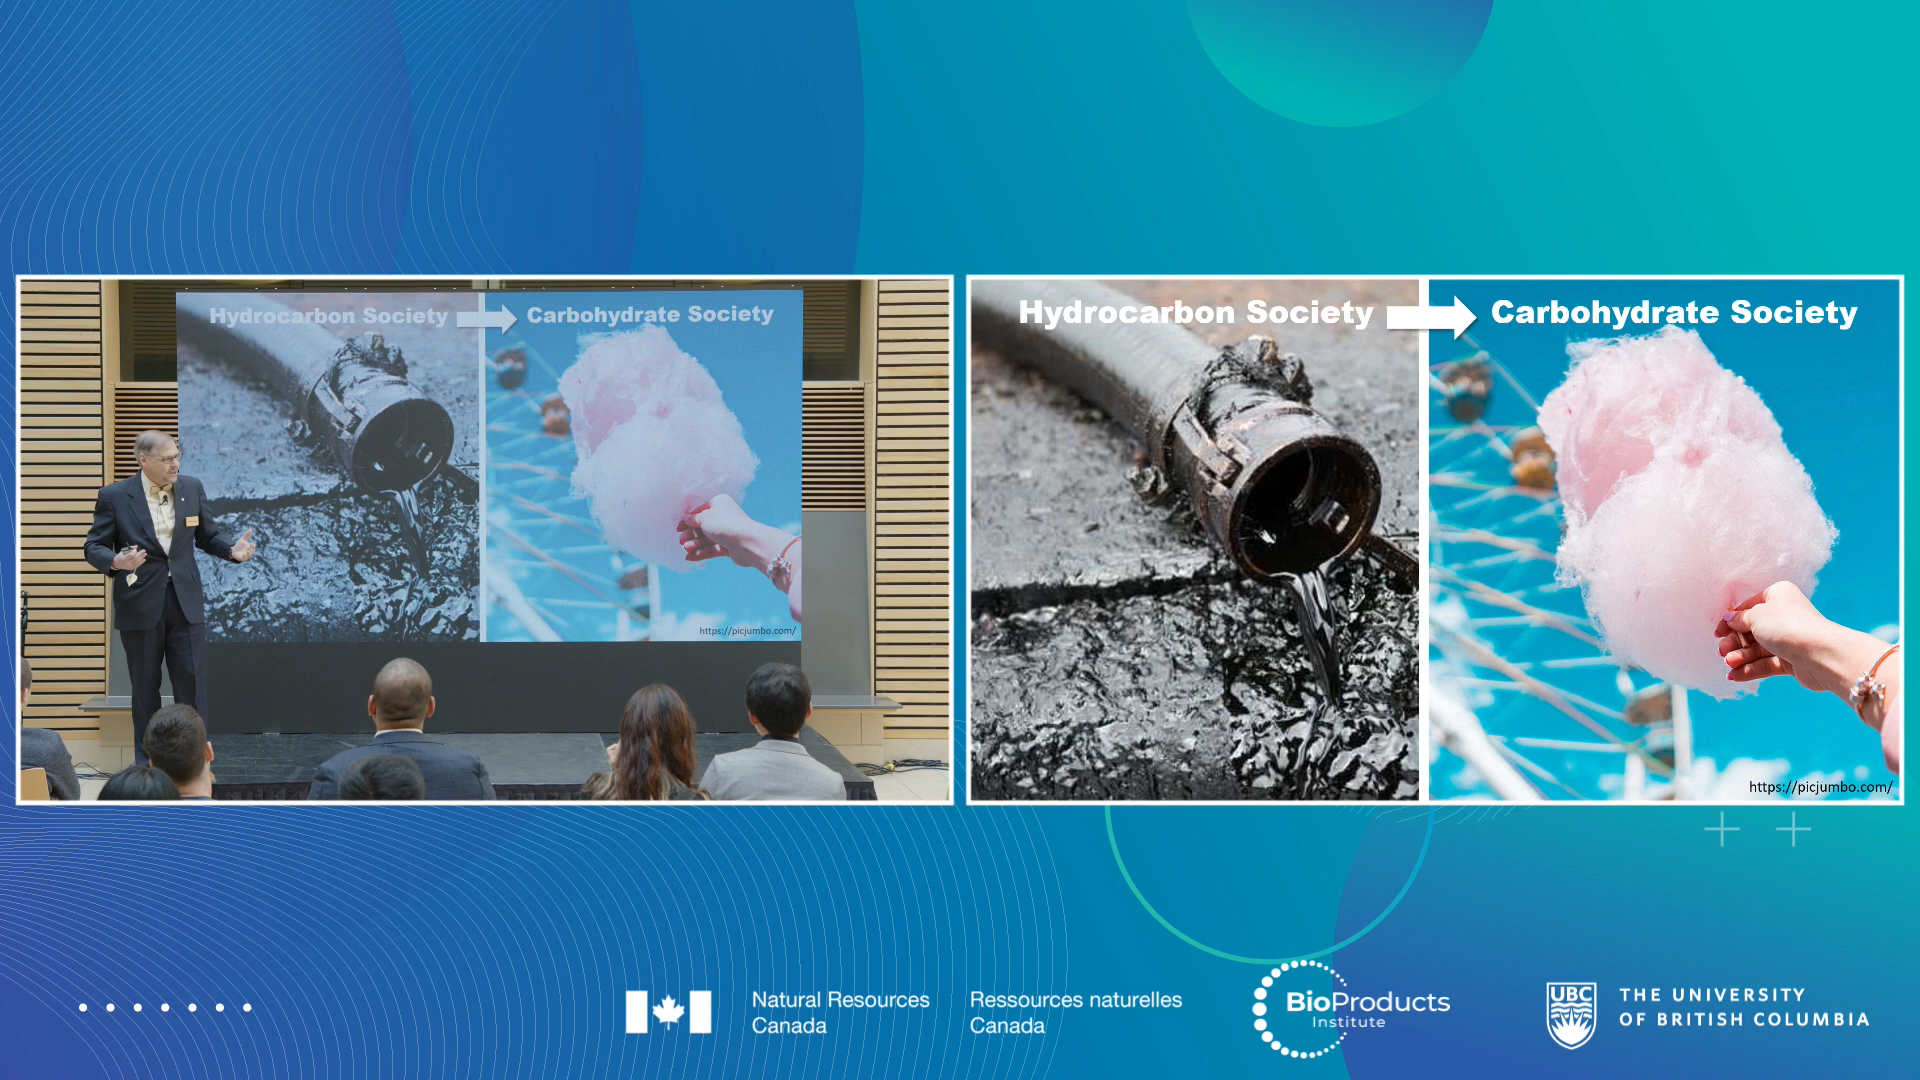 Hydrocarbon Society
Carbohydrate Society
https://picjumbo.com/
Hydrocarbon Society
Carbohydrate Society
https://picjumbo.com/
Natural Resources
Canada
Ressources naturelles
Canada
BioProducts
Institute
UBC
THE UNIVERSITY
OF BRITISH COLUMBIA